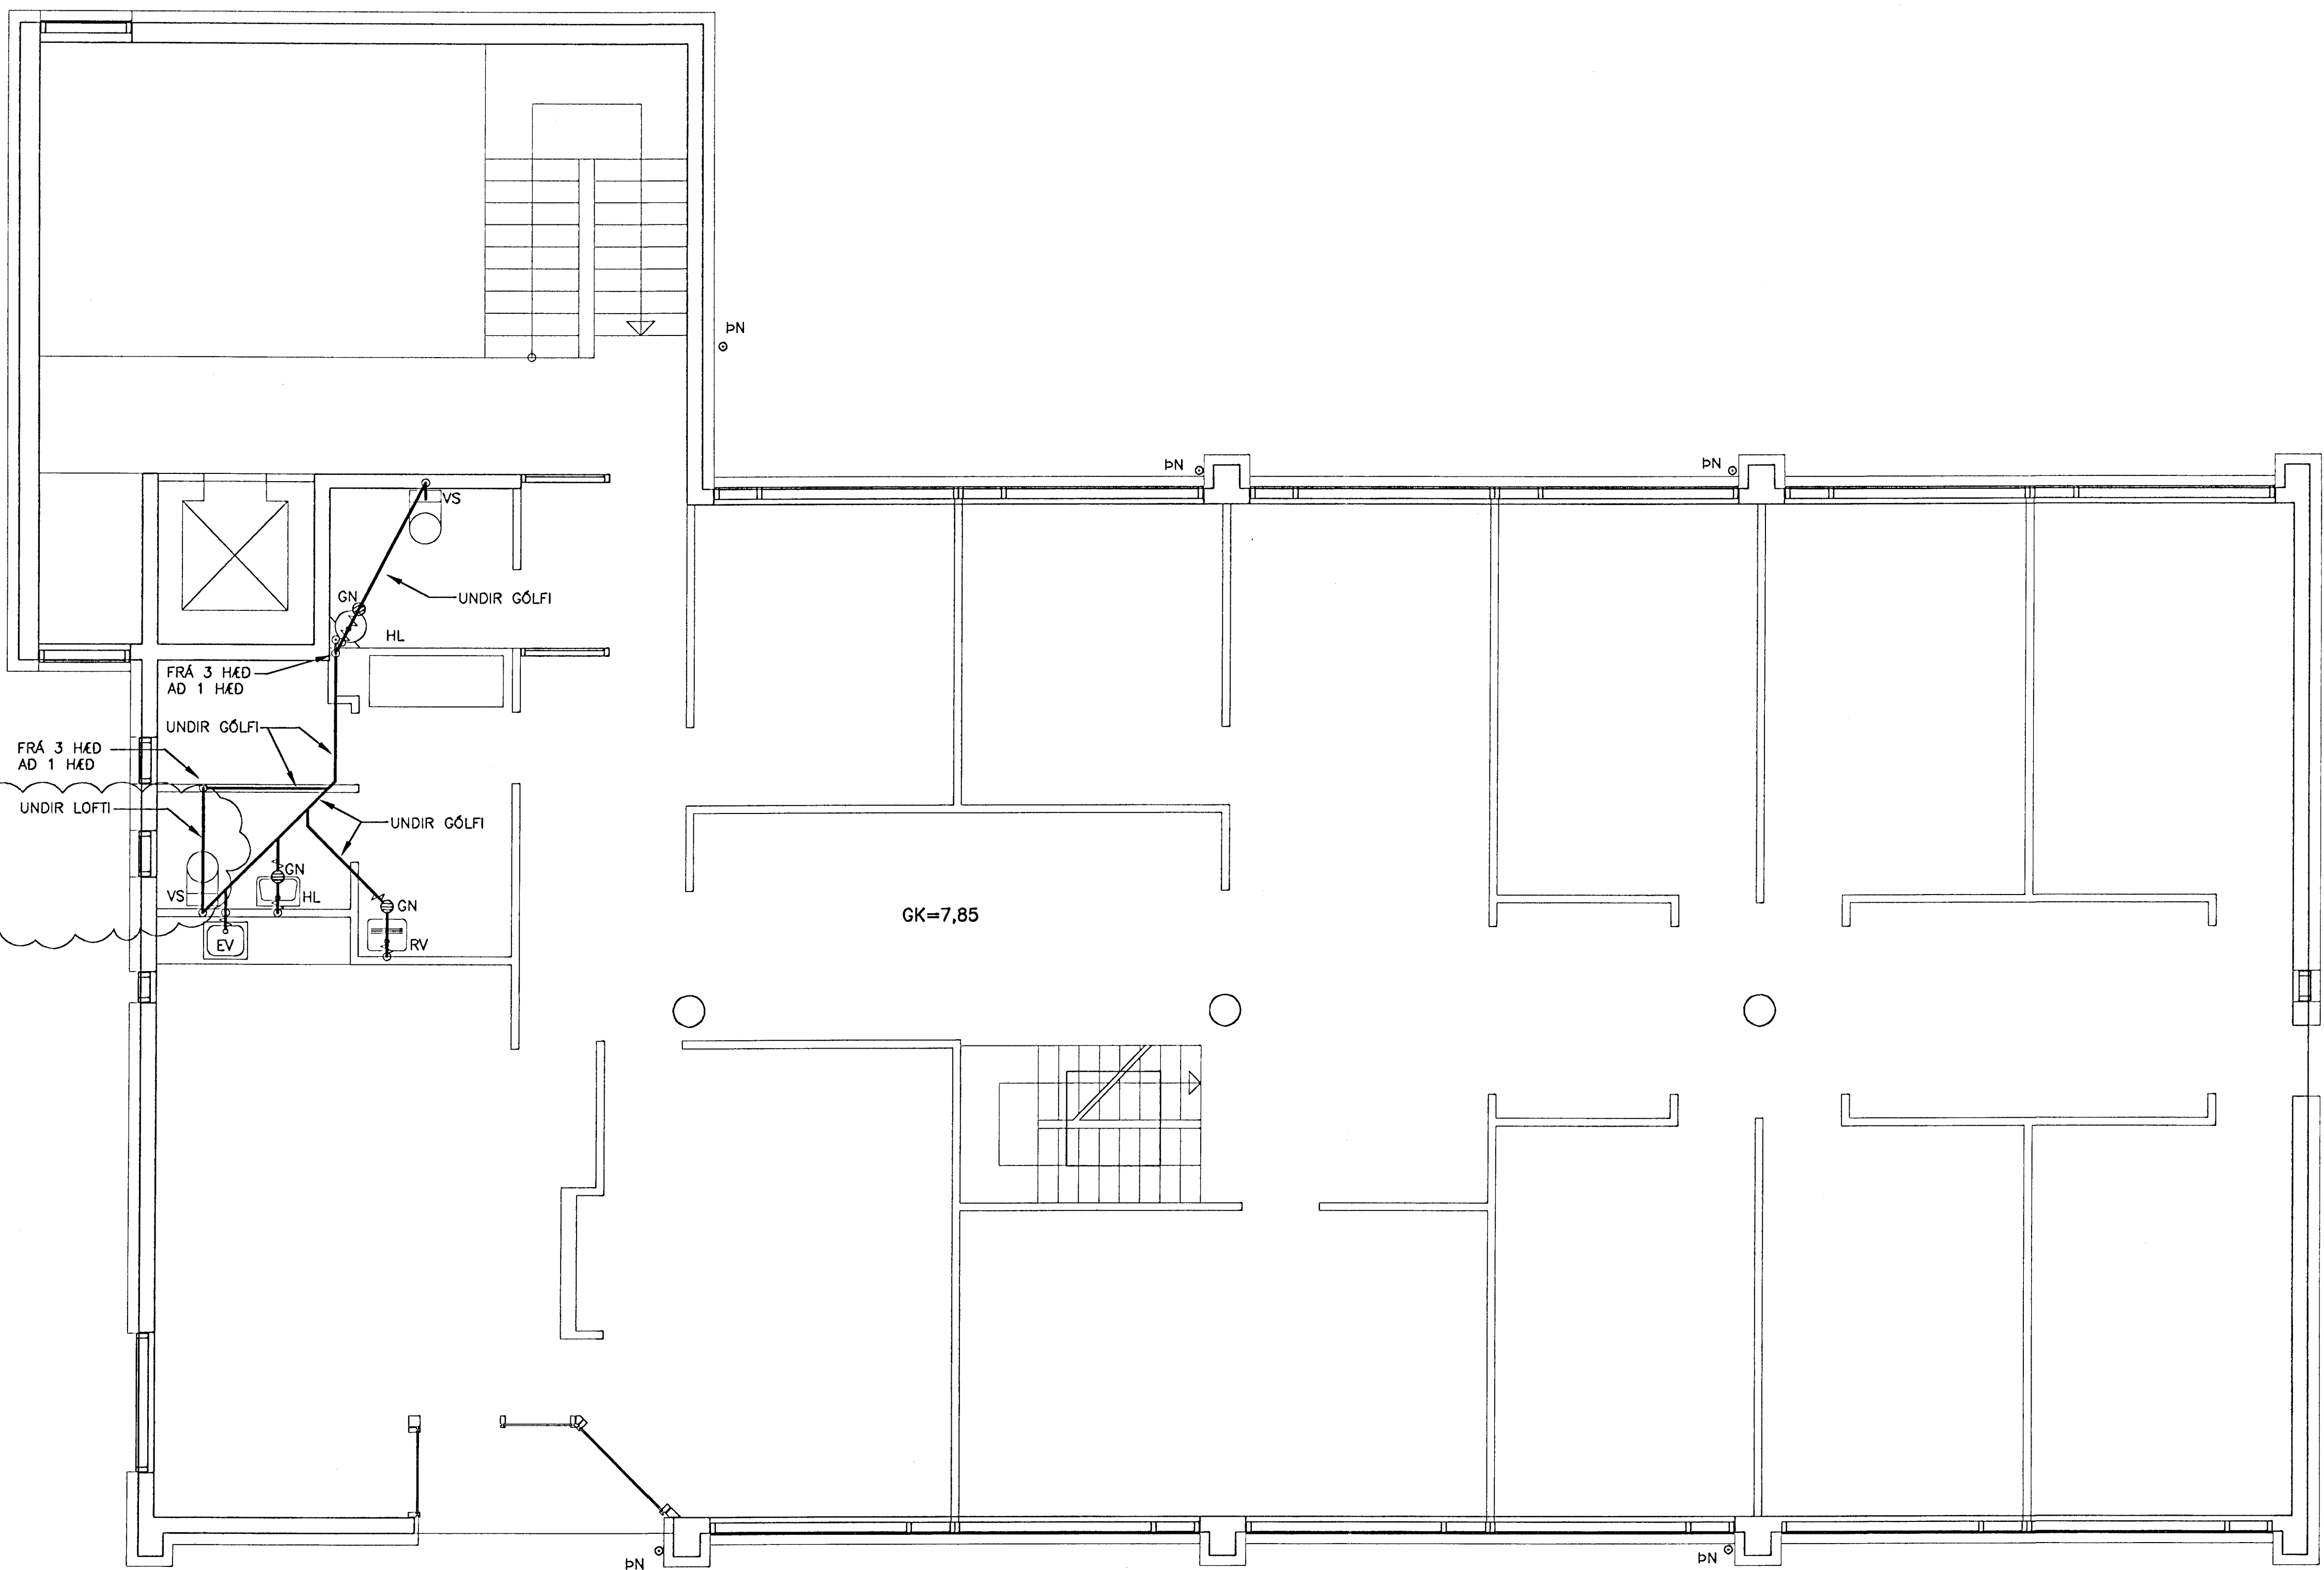 ÞN
ÞN
ÞN
VS
GN
UNDIR GÓLFI
HL
FRÁ 3 HÆÐ
AÐ 1 HÆÐ
UNDIR GÓLFI
FRÁ 3 HÆÐ
AÐ 1 HÆÐ
UNDIR LOFTI
UNDIR GÓLFI
GN
VS
HL
GN
EV
RV
GK=7,85
ÞN
ÞN